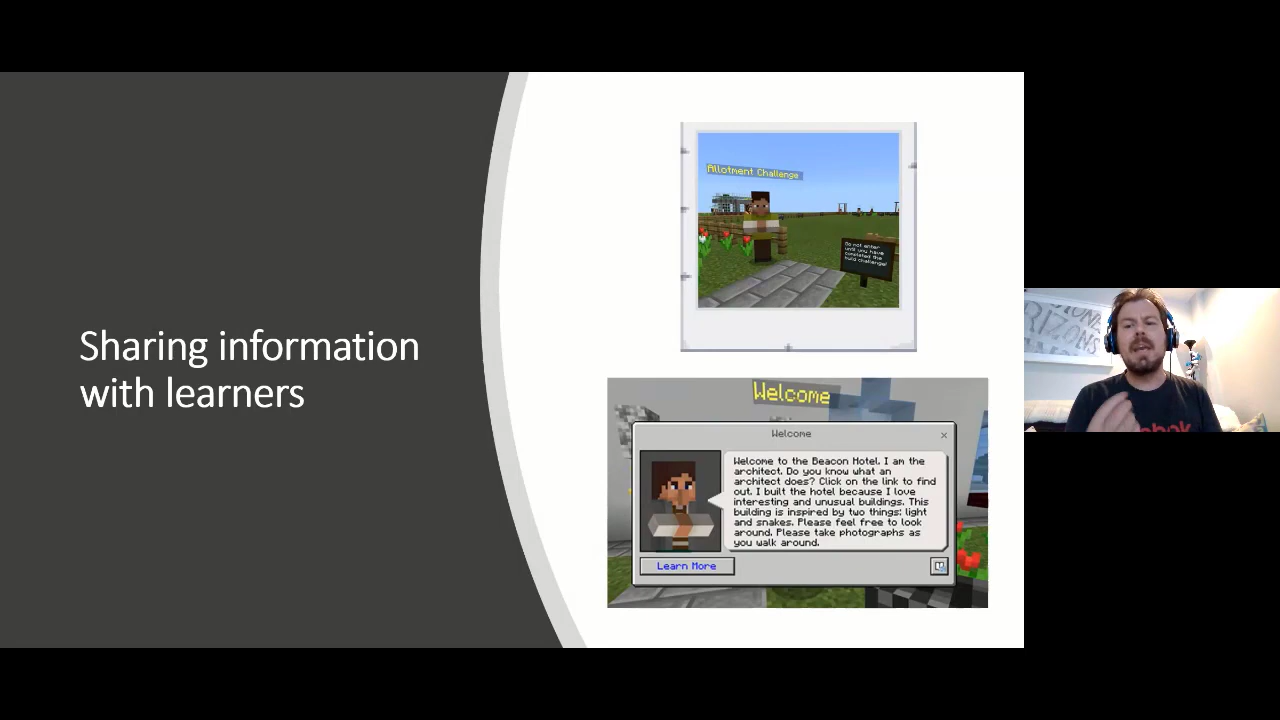 Sharing information
with learners
Allotment Challenge
Do not enter
until you have
completed the
build challenge!
Welcome
Welcome
Welcome to the Beacon Hotel. I am the
architect. Do you know what an
architect does? Click on the link to find
out. I built the hotel because I love
interesting and unusual buildings. This
building is inspired by two things: light
and snakes. Please feel free to look
around. Please take photographs as
you walk around.
Learn More
RIZONS